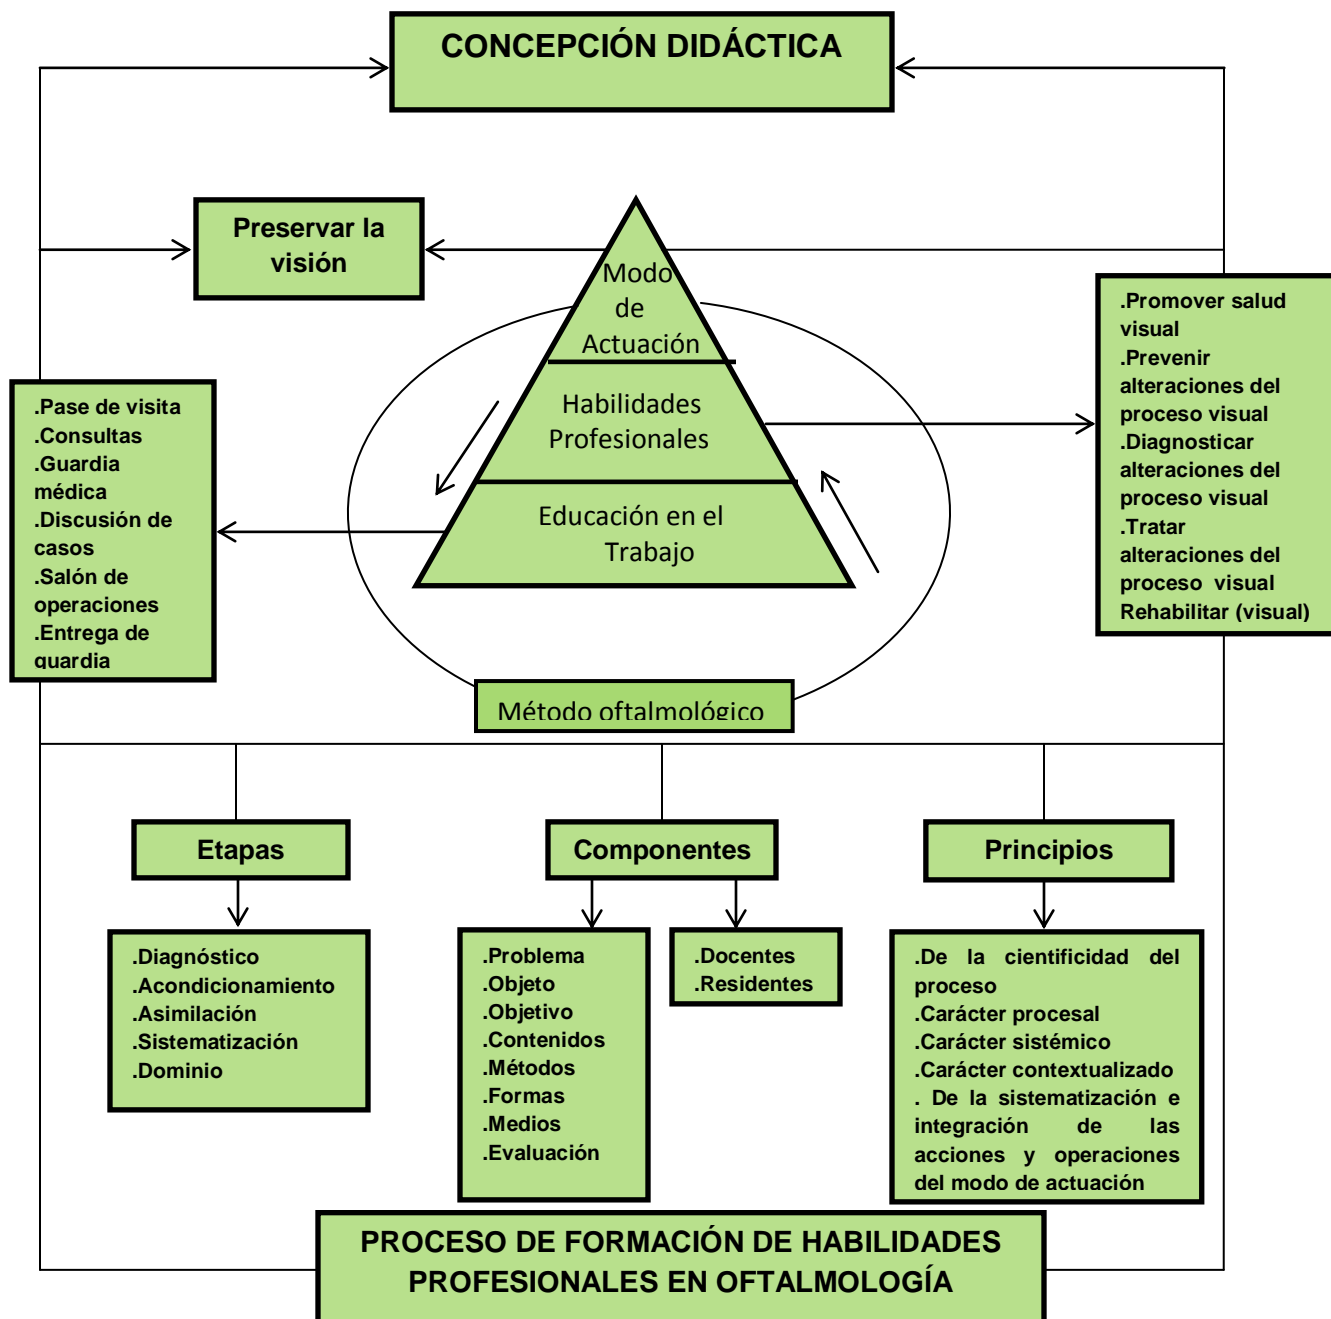 CONCEPCIÓN DIDÁCTICA
Preservar la
visión
Modo
de
Actuación
Habilidades
Profesionales
Educación en el
Trabajo
.Pase de visita
.Consultas
.Guardia
médica
.Discusión de
casos
.Salón de
operaciones
.Entrega de
guardia
.Promover salud
visual
.Prevenir
alteraciones del
proceso visual
.Diagnosticar
alteraciones del
proceso visual
.Tratar
alteraciones del
proceso visual
Rehabilitar (visual)
Método oftalmológico
Etapas
Componentes
Principios
.Diagnóstico
.Acondicionamiento
.Asimilación
.Sistematización
.Dominio
.Problema
.Objeto
.Objetivo
.Contenidos
.Métodos
.Formas
.Medios
.Evaluación
.Docentes
.Residentes
.De la cientificidad del
proceso
.Carácter procesal
.Carácter sistémico
.Carácter contextualizado
. De la sistematización e
integración de las
acciones y operaciones
del modo de actuación
PROCESO DE FORMACIÓN DE HABILIDADES
PROFESIONALES EN OFTALMOLOGÍA